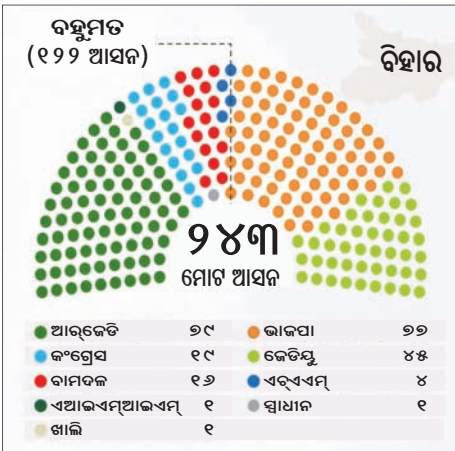 ବହୁମତ
(୧୨୨ ଆସନ)
ବିହାର
୨୪୩
ମୋଟ ଆସନ
ଆର୍‌ଜେଡି ୭୯
ଭାଜପା ୭୭
କଂଗ୍ରେସ ୧୯
ଜେଡିୟୁ ୪୫
ବାମଦଳ ୧୬
ଏଚ୍‌ଏଏମ୍ ୪
ଏଆଇଏମ୍‌ଆଇଏମ୍ ୧
ସ୍ୱାଧୀନ ୧
ଖାଲି ୧